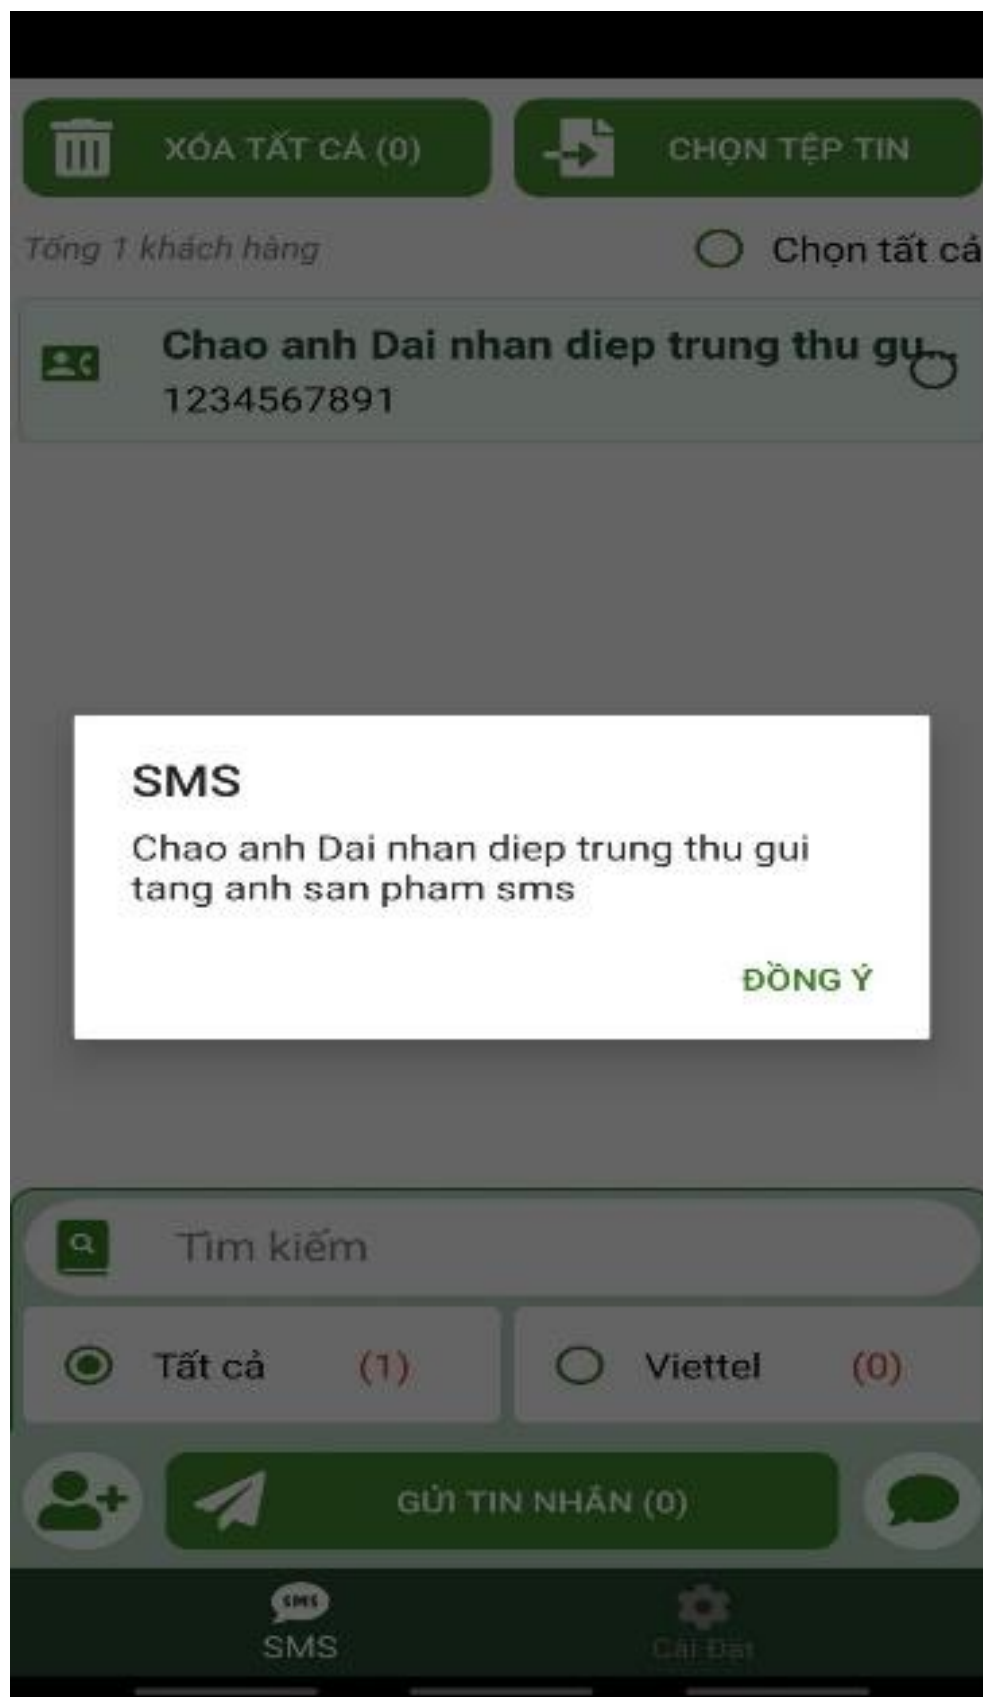 XÓA TẤT CẢ (0)
CHỌN TỆP TIN
Tổng 1 khách hàng
Chọn tất cả
Chao anh Dai nhan diep trung thu gu...
1234567891
SMS
Chao anh Dai nhan diep trung thu gui
tang anh san pham sms
ĐỒNG Ý
Tìm kiếm
Tất cả (1)
Viettel (0)
GỬI TIN NHẮN (0)
SMS
SMS
Cài Đặt